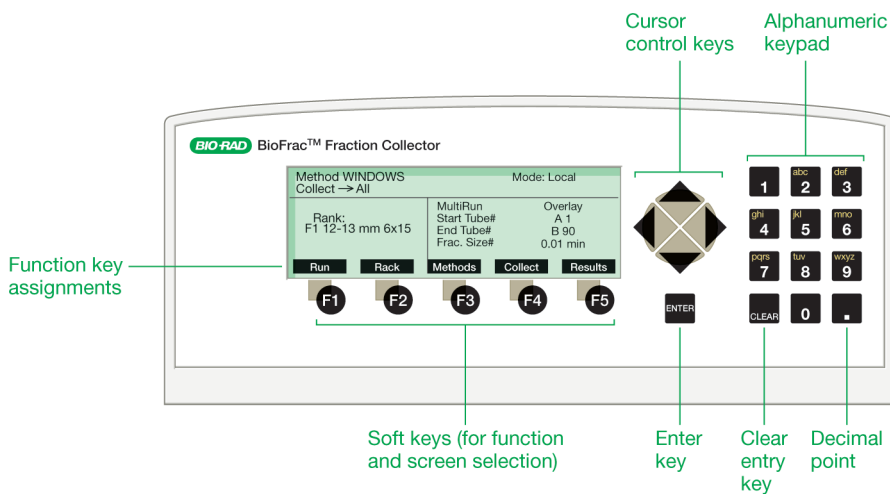 Cursor
control keys
Alphanumeric
keypad
BIO-RAD BioFrac™ Fraction Collector
Method WINDOWS Mode: Local
Collect → All
Rank:
F1 12-13 mm 6x15
MultiRun Overlay
Start Tube# A 1
End Tube# B 90
Frac. Size# 0.01 min
Run Rack Methods Collect Results
F1 F2 F3 F4 F5
ENTER
1
abc
2
def
3
ghi
4
jkl
5
mno
6
pqrs
7
tuv
8
wxyz
9
CLEAR
0
.
Function key
assignments
Soft keys (for function
and screen selection)
Enter
key
Clear
entry
key
Decimal
point